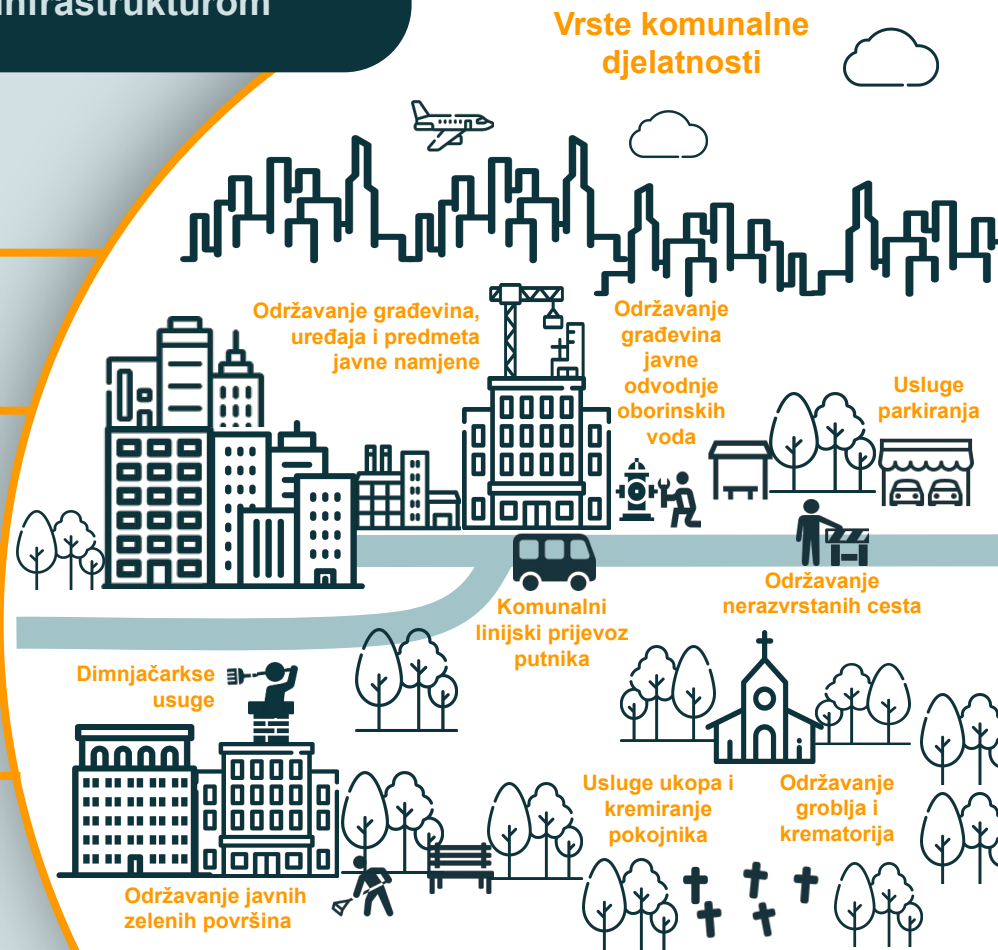 infrastrukturom
Vrste komunalne
djelatnosti
Održavanje građevina,
uređaja i predmeta
javne namjene
Održavanje
građevina
javne
odvodnje
oborinskih
voda
Usluge
parkiranja
Komunalni
linijski prijevoz
putnika
Održavanje
nerazvrstanih cesta
Dimnjačarkse
usuge
Usluge ukopa i
kremiranje
pokojnika
Održavanje
groblja i
krematorija
Održavanje javnih
zelenih površina